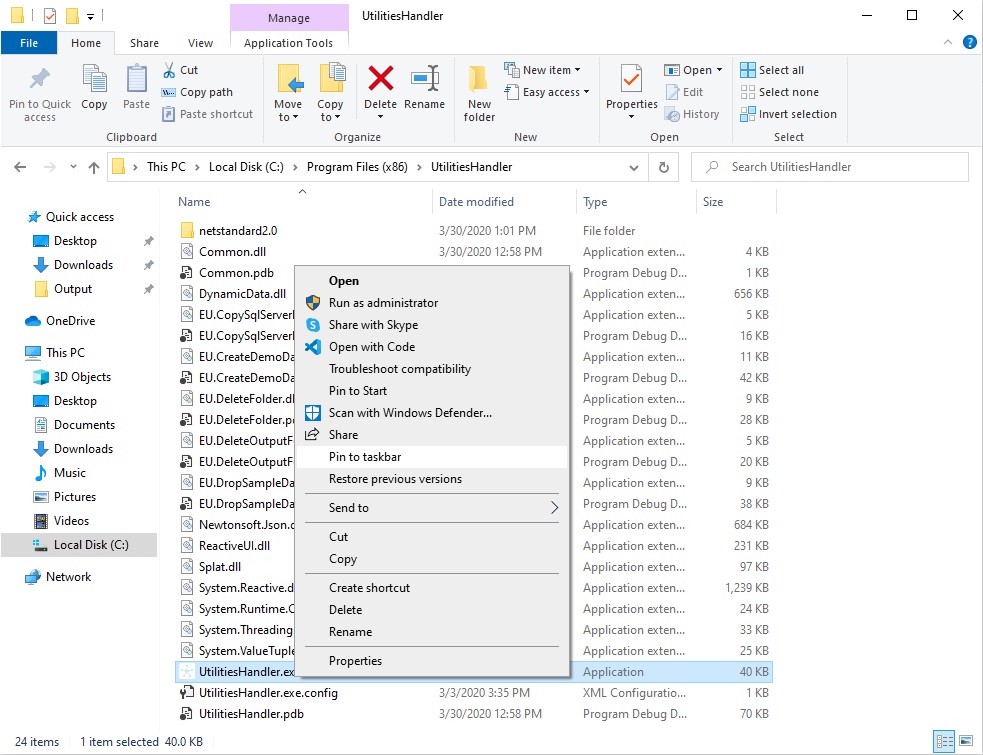 Manage
UtilitiesHandler
File Home Share View Application Tools
Pin to Quick access
Copy
Paste
Cut
Copy path
Paste shortcut
Clipboard
Move to
Copy to
Delete
Rename
Organize
New folder
New item
Easy access
New
Properties
Open
Edit
History
Open
Select all
Select none
Invert selection
Select
This PC > Local Disk (C:) > Program Files (x86) > UtilitiesHandler
Search UtilitiesHandler
Quick access
Desktop
Downloads
Output
OneDrive
This PC
3D Objects
Desktop
Documents
Downloads
Music
Pictures
Videos
Local Disk (C:)
Network
Name Date modified Type Size
netstandard2.0 3/30/2020 1:01 PM File folder
Common.dll 3/30/2020 12:58 PM Application exten... 4 KB
Common.pdb Program Debug D... 1 KB
DynamicData.dll Application exten... 656 KB
EU.CopySqlServer Application exten... 5 KB
EU.CopySqlServer Program Debug D... 16 KB
EU.CreateDemoDa Application exten... 11 KB
EU.CreateDemoDa Program Debug D... 42 KB
EU.DeleteFolder.dl Application exten... 9 KB
EU.DeleteFolder.p Program Debug D... 28 KB
EU.DeleteOutputF Application exten... 5 KB
EU.DeleteOutputF Program Debug D... 20 KB
EU.DropSampleDa Application exten... 9 KB
EU.DropSampleDa Program Debug D... 38 KB
Newtonsoft.Json.d Application exten... 684 KB
ReactiveUI.dll Application exten... 231 KB
Splat.dll Application exten... 97 KB
System.Reactive.d Application exten... 1,239 KB
System.Runtime.C Application exten... 24 KB
System.Threading Application exten... 33 KB
System.ValueTuple Application exten... 25 KB
UtilitiesHandler.ex Application 40 KB
UtilitiesHandler.exe.config 3/3/2020 3:35 PM XML Configuratio... 1 KB
UtilitiesHandler.pdb 3/30/2020 12:58 PM Program Debug D... 70 KB
Open
Run as administrator
Share with Skype
Open with Code
Troubleshoot compatibility
Pin to Start
Scan with Windows Defender...
Share
Pin to taskbar
Restore previous versions
Send to
Cut
Copy
Create shortcut
Delete
Rename
Properties
24 items 1 item selected 40.0 KB